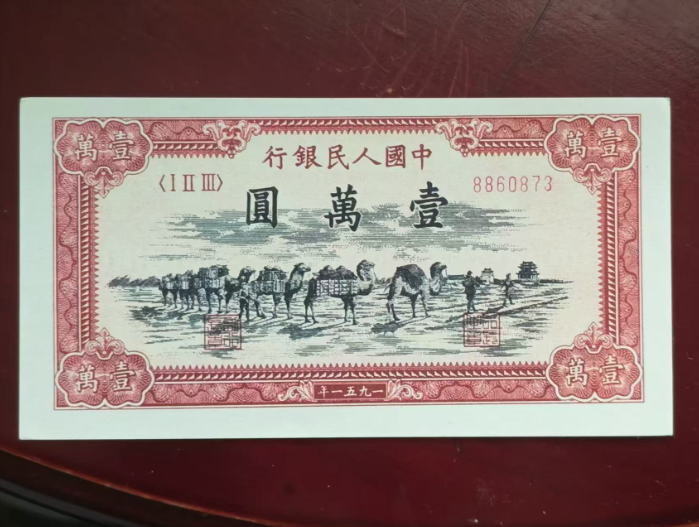 萬壹
萬壹
行銀民人國中
〈I II III〉
8860873
圓萬壹
萬壹
萬壹
年一五九一